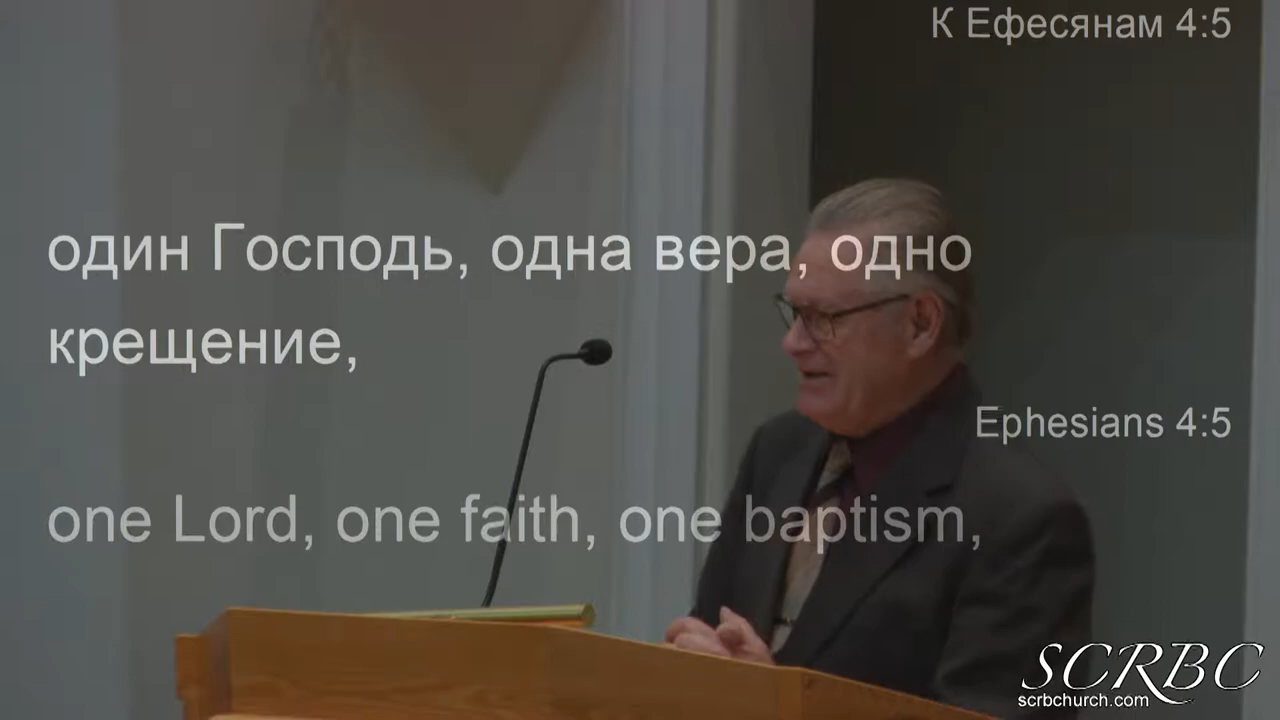 К Ефесянам 4:5
один Господь, одна вера, одно
крещение,
Ephesians 4:5
one Lord, one faith, one baptism,
SCRBC
scrbchurch.com